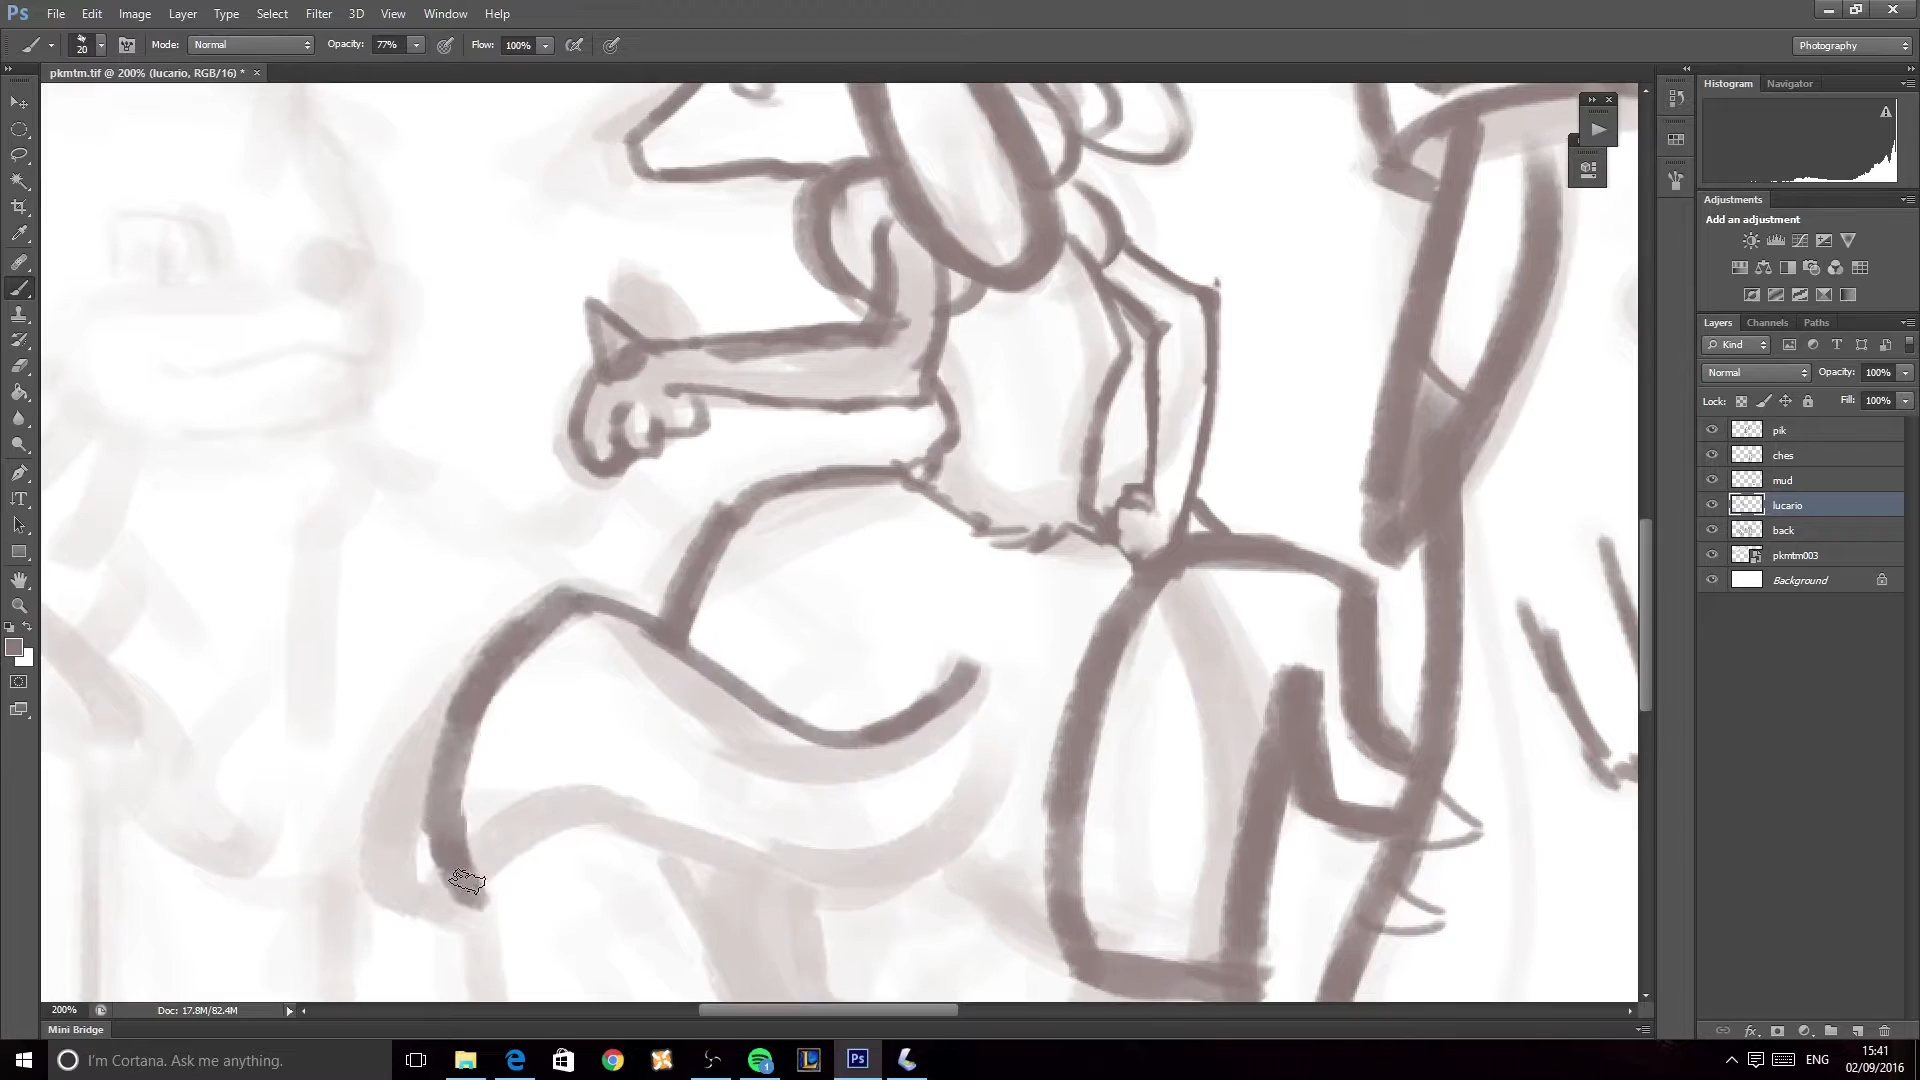 Ps File Edit Image Layer Type Select Filter 3D View Window Help
20 Mode: Normal Opacity: 77% Flow: 100% Photography
pkmtm.tif @ 200% (lucario, RGB/16) * ×
Histogram Navigator
Adjustments
Add an adjustment
Layers Channels Paths
Kind
Normal Opacity: 100%
Lock: Fill: 100%
pik
ches
mud
lucario
back
pkmtm003
Background
200% Doc: 17.8M/82.4M
Mini Bridge
I'm Cortana. Ask me anything. 1 L Ps ENG 15:41
02/09/2016